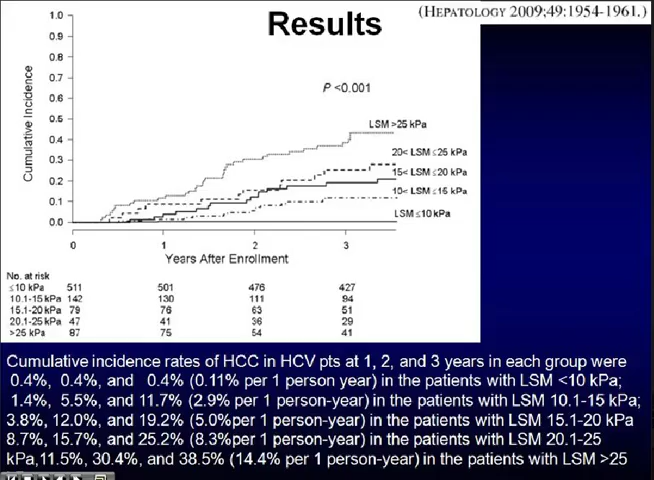 (HEPATOLOGY 2009;49:1954-1961.)
Results
1.0
0.9
0.8
0.7
0.6
0.5
0.4
0.3
0.2
0.1
0.0
Cumulative Incidence
P <0.001
LSM >25 kPa
20< LSM ≤25 kPa
15< LSM ≤20 kPa
10< LSM ≤15 kPa
LSM ≤10 kPa
0 1 2 3
Years After Enrollment
No. at risk
≤10 kPa 511 501 476 427
10.1-15 kPa 142 130 111 94
15.1-20 kPa 79 76 63 51
20.1-25 kPa 47 41 36 29
>25 kPa 87 75 54 41
Cumulative incidence rates of HCC in HCV pts at 1, 2, and 3 years in each group were
0.4%, 0.4%, and 0.4% (0.11% per 1 person year) in the patients with LSM <10 kPa;
1.4%, 5.5%, and 11.7% (2.9% per 1 person-year) in the patients with LSM 10.1-15 kPa;
3.8%, 12.0%, and 19.2% (5.0%per 1 person-year) in the patients with LSM 15.1-20 kPa
8.7%, 15.7%, and 25.2% (8.3%per 1 person-year) in the patients with LSM 20.1-25
kPa,11.5%, 30.4%, and 38.5% (14.4% per 1 person-year) in the patients with LSM >25